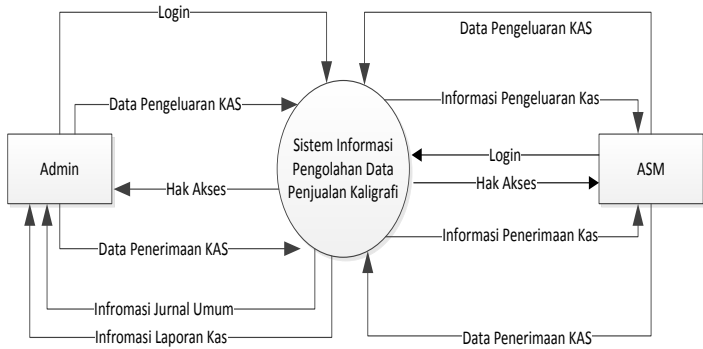 Login
Data Pengeluaran KAS
Data Pengeluaran KAS
Informasi Pengeluaran Kas
Sistem Informasi
Pengolahan Data
Penjualan Kaligrafi
Admin
Login
ASM
Hak Akses
Hak Akses
Data Penerimaan KAS
Informasi Penerimaan Kas
Infromasi Jurnal Umum
Infromasi Laporan Kas
Data Penerimaan KAS